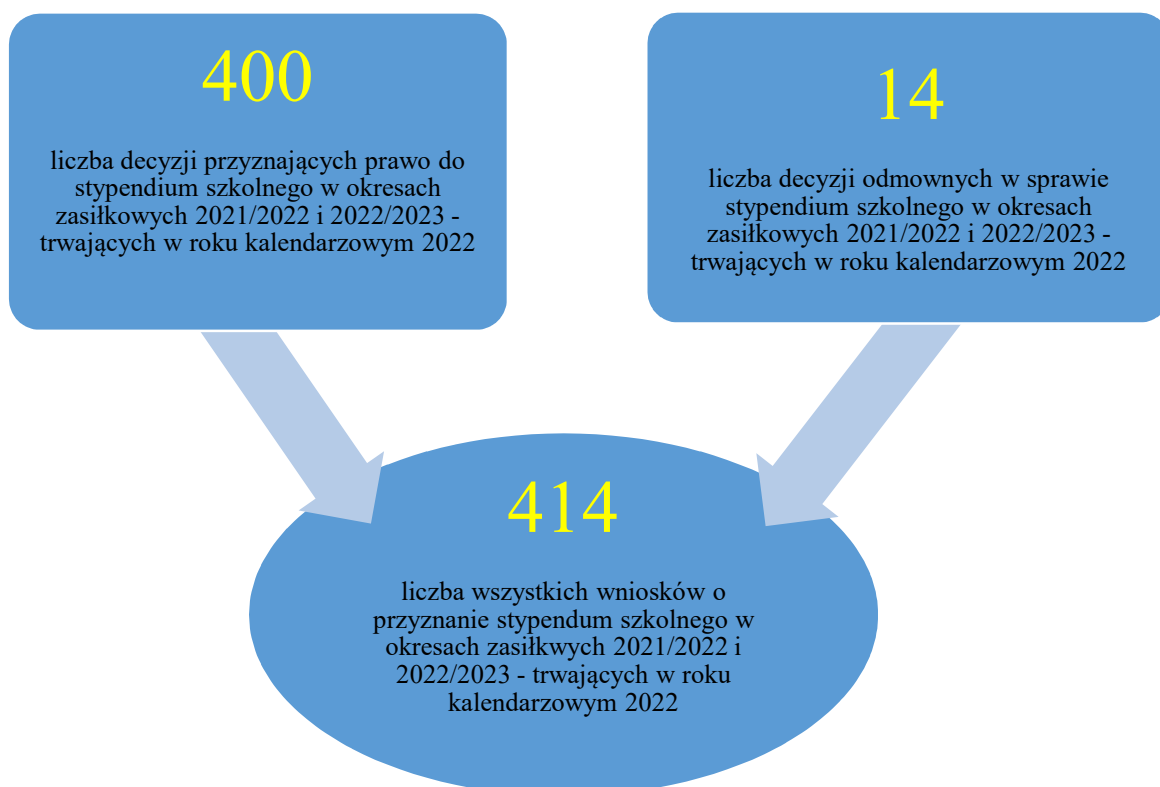 400
liczba decyzji przyznających prawo do
stypendium szkolnego w okresach
zasiłkowych 2021/2022 i 2022/2023 -
trwających w roku kalendarzowym 2022
14
liczba decyzji odmownych w sprawie
stypendium szkolnego w okresach
zasiłkowych 2021/2022 i 2022/2023 -
trwających w roku kalendarzowym 2022
414
liczba wszystkich wniosków o
przyznanie stypendum szkolnego w
okresach zasiłkwych 2021/2022 i
2022/2023 - trwających w roku
kalendarzowym 2022